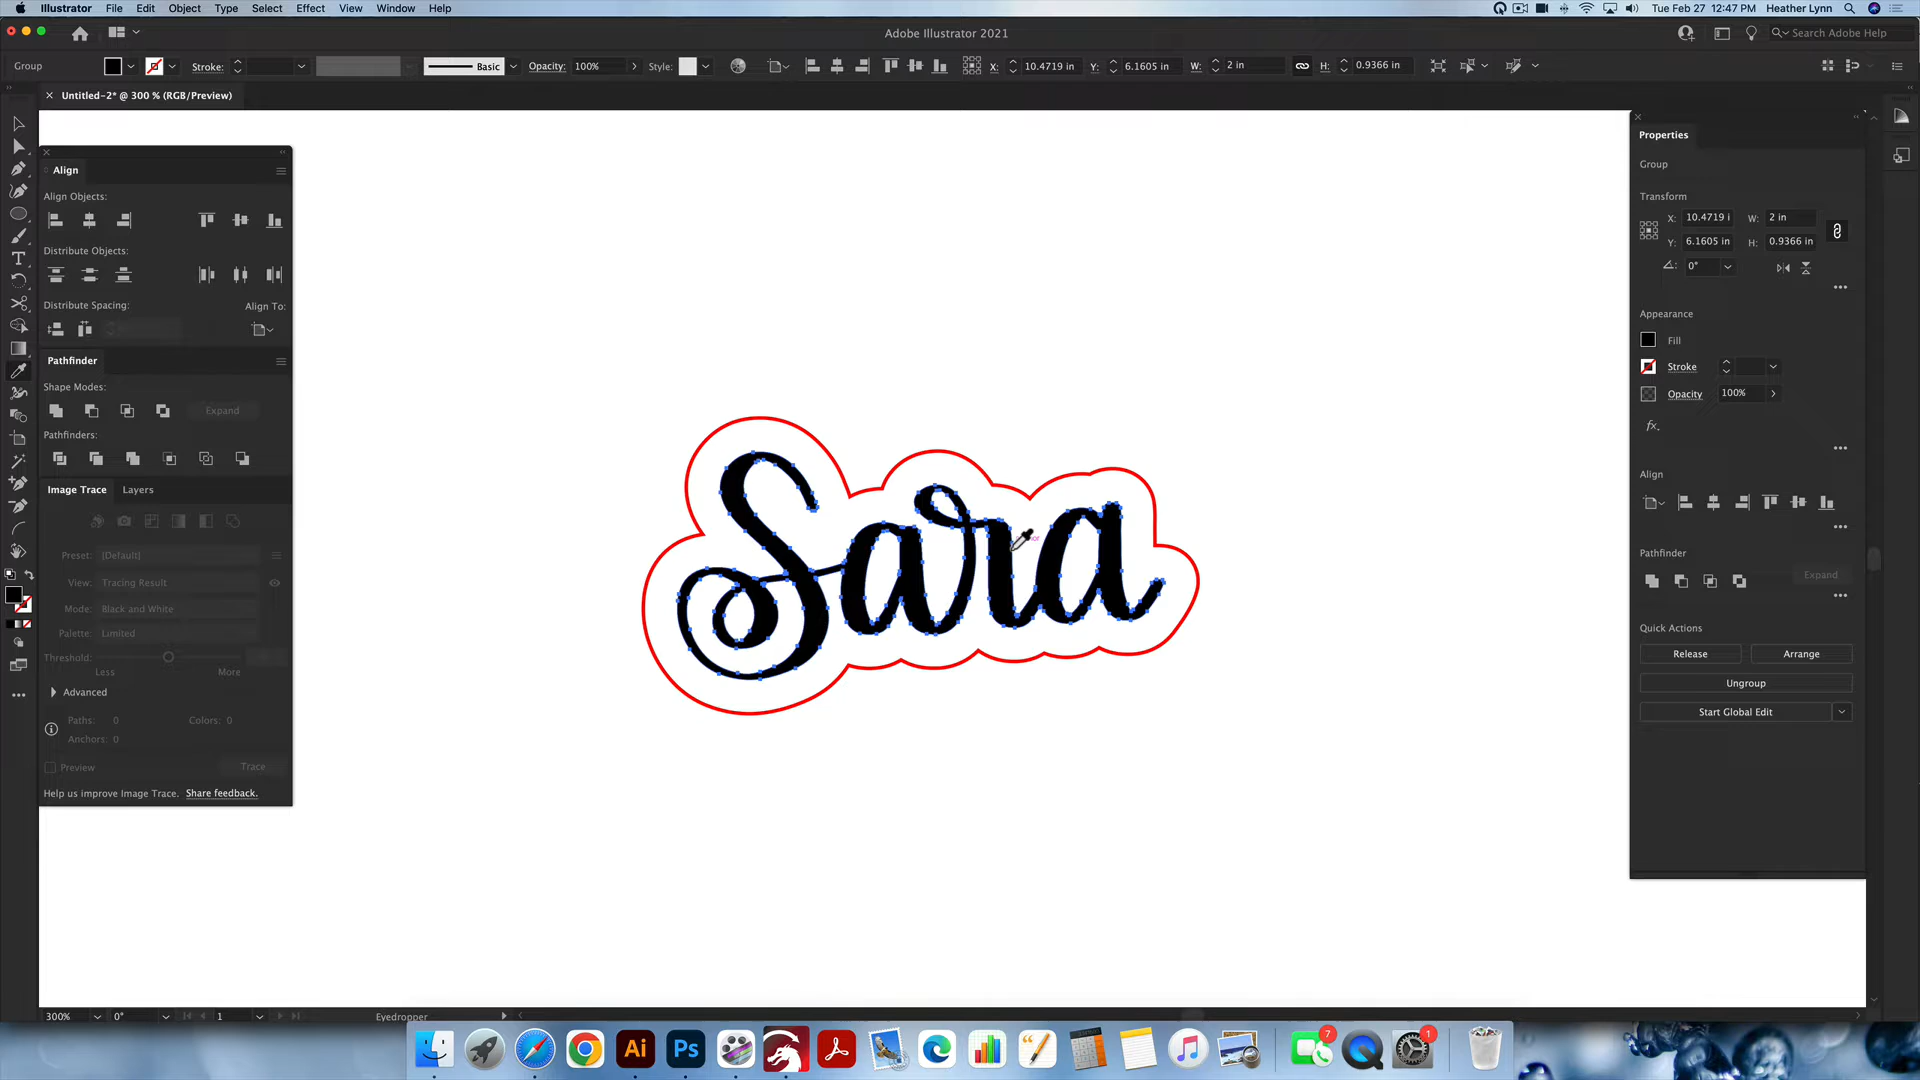 Illustrator File Edit Object Type Select Effect View Window Help Tue Feb 27 12:47 PM Heather Lynn
Adobe Illustrator 2021 Search Adobe Help
Group Stroke: Basic Opacity: 100% Style: X: 10.4719 in Y: 6.1605 in W: 2 in H: 0.9366 in
Untitled-2* @ 300 % (RGB/Preview)
Align
Align Objects:
Distribute Objects:
Distribute Spacing: Align To:
Pathfinder
Shape Modes:
Expand
Pathfinders:
Image Trace Layers
Preset: [Default]
View: Tracing Result
Mode: Black and White
Palette: Limited
Threshold:
Less More
Advanced
Paths: 0 Colors: 0
Anchors: 0
Preview Trace
Help us improve Image Trace. Share feedback.
Sara
Properties
Group
Transform
X: 10.4719 i W: 2 in
Y: 6.1605 in H: 0.9366 in
0°
Appearance
Fill
Stroke
Opacity 100%
fx.
Align
Pathfinder
Expand
Quick Actions
Release Arrange
Ungroup
Start Global Edit
300% 0° 1 Eyedropper
Ai Ps 7 1